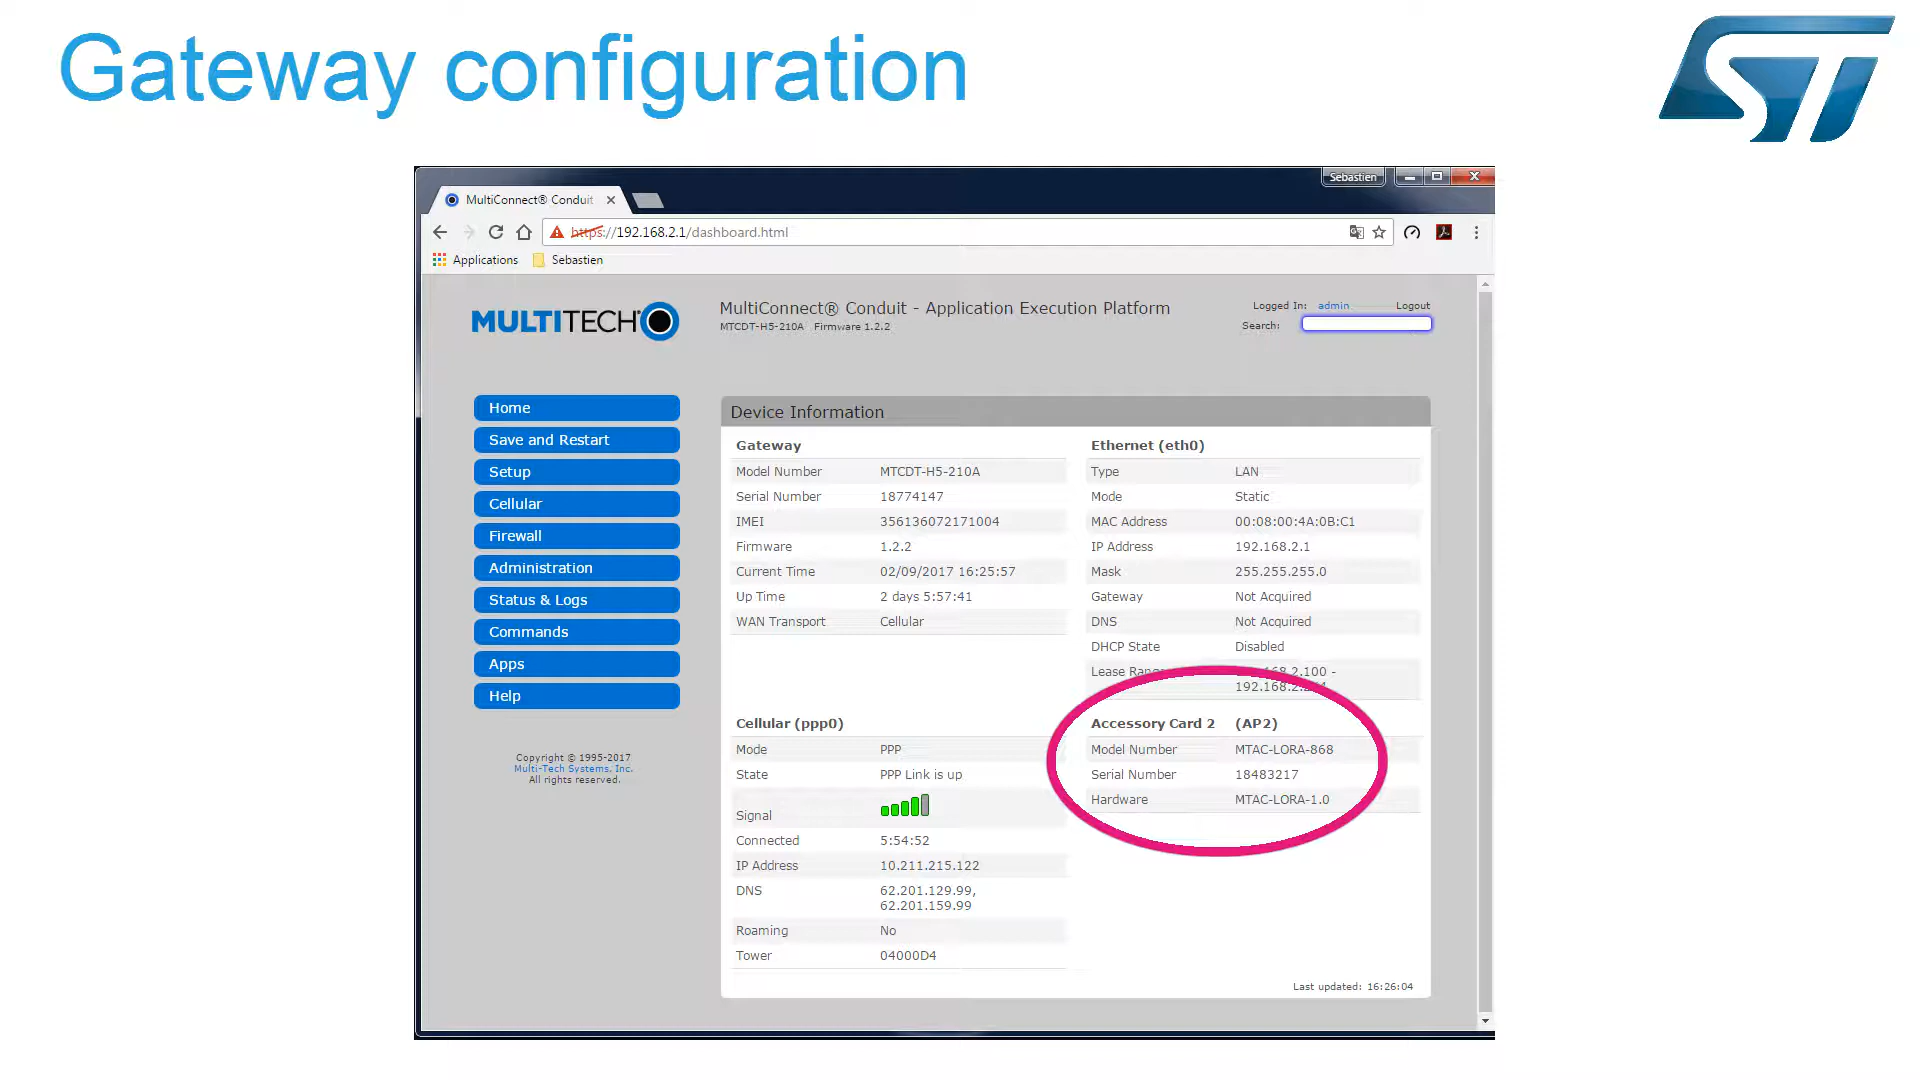 Gateway configuration
ST
Sebastien
MultiConnect® Conduit
https://192.168.2.1/dashboard.html
Applications
Sebastien
MULTITECH
MultiConnect® Conduit - Application Execution Platform
MTCDT-H5-210A Firmware 1.2.2
Logged In: admin Logout
Search:
Home
Save and Restart
Setup
Cellular
Firewall
Administration
Status & Logs
Commands
Apps
Help
Copyright © 1995-2017
Multi-Tech Systems, Inc.
All rights reserved.
Device Information
Gateway
Model Number MTCDT-H5-210A
Serial Number 18774147
IMEI 356136072171004
Firmware 1.2.2
Current Time 02/09/2017 16:25:57
Up Time 2 days 5:57:41
WAN Transport Cellular
Ethernet (eth0)
Type LAN
Mode Static
MAC Address 00:08:00:4A:0B:C1
IP Address 192.168.2.1
Mask 255.255.255.0
Gateway Not Acquired
DNS Not Acquired
DHCP State Disabled
Lease -
Cellular (ppp0)
Mode PPP
State PPP Link is up
Signal
Connected 5:54:52
IP Address 10.211.215.122
DNS 62.201.129.99,
62.201.159.99
Roaming No
Tower 04000D4
Accessory Card 2 (AP2)
Model Number MTAC-LORA-868
Serial Number 18483217
Hardware MTAC-LORA-1.0
Last updated: 16:26:04